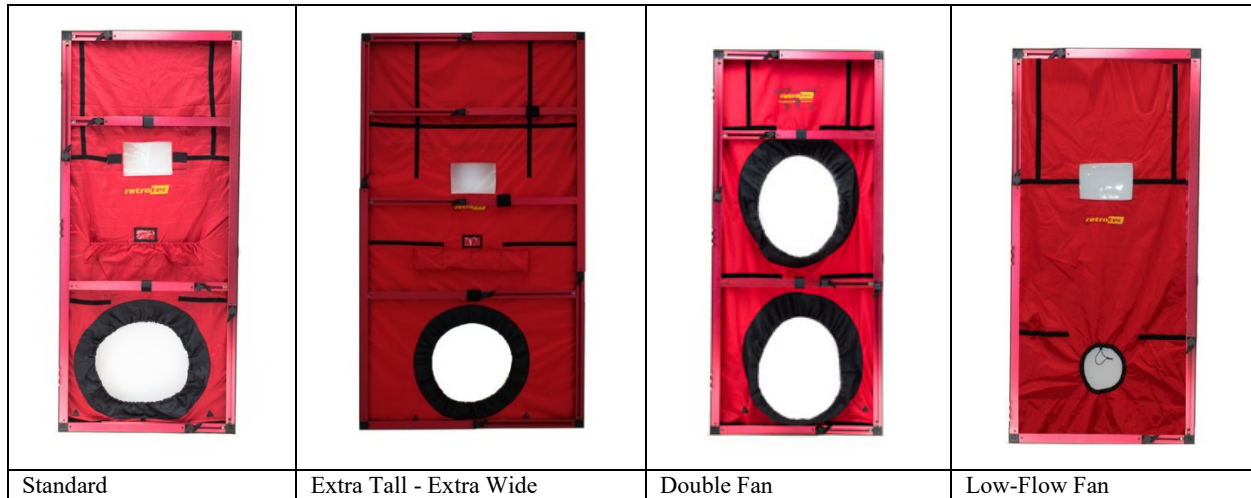 retrotec
retrotec
retrotec
retrotec
Standard
Extra Tall - Extra Wide
Double Fan
Low-Flow Fan